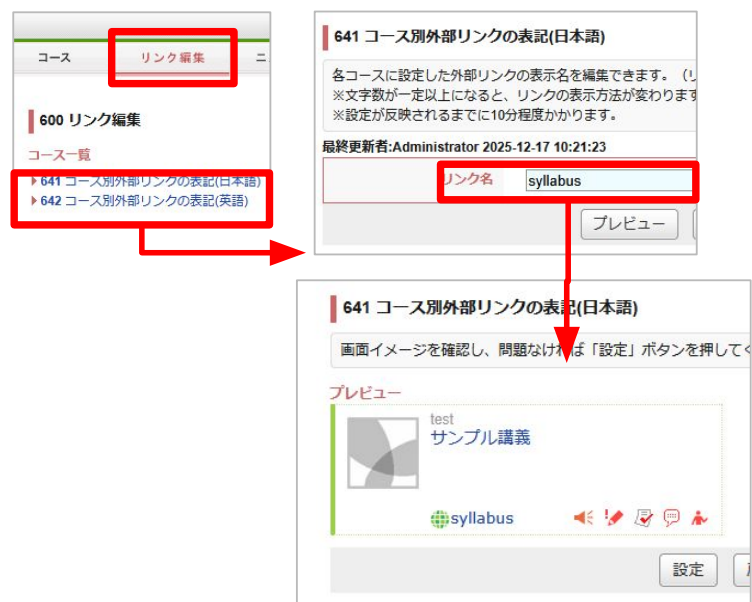 コース
リンク編集
600 リンク編集
コース一覧
641 コース別外部リンクの表記(日本語)
642 コース別外部リンクの表記(英語)
641 コース別外部リンクの表記(日本語)
各コースに設定した外部リンクの表示名を編集できます。（リ
※文字数が一定以上になると、リンクの表示方法が変わります
※設定が反映されるまでに10分程度かかります。
最終更新者:Administrator 2025-12-17 10:21:23
リンク名 syllabus
プレビュー
641 コース別外部リンクの表記(日本語)
画面イメージを確認し、問題なければ「設定」ボタンを押してく
プレビュー
test
サンプル講義
syllabus
設定